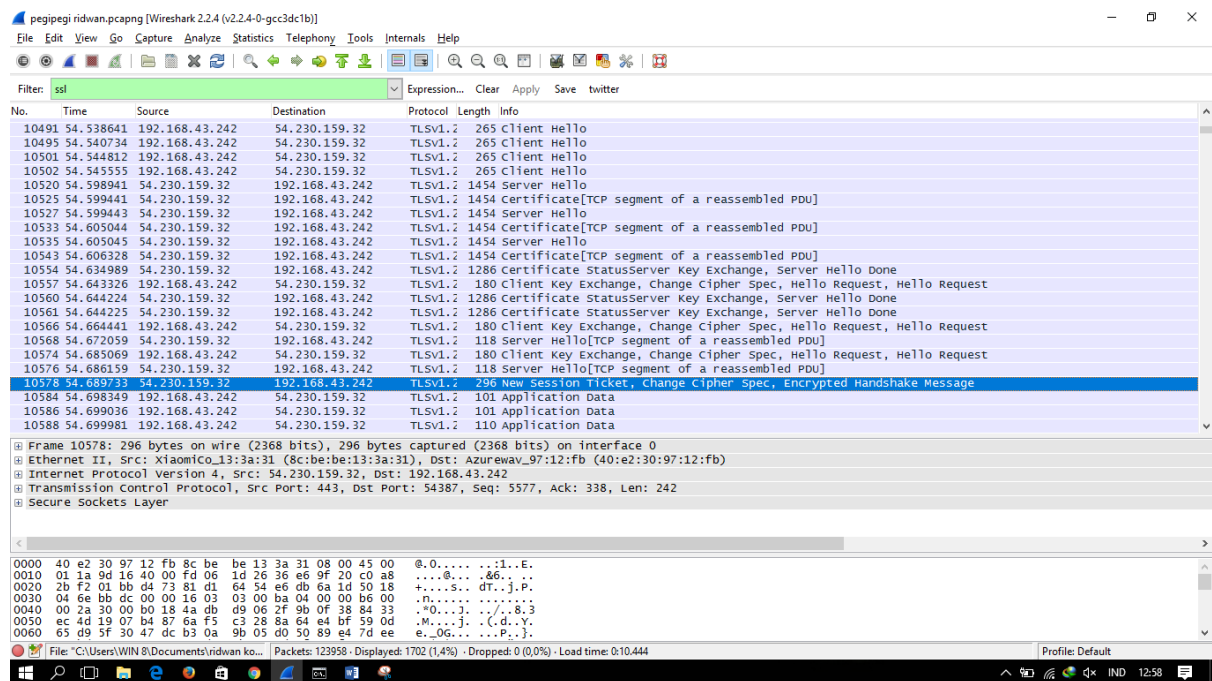 pegipegi ridwan.pcapng [Wireshark 2.2.4 (v2.2.4-0-gcc3dc1b)]
File Edit View Go Capture Analyze Statistics Telephony Tools Internals Help
Filter: ssl Expression... Clear Apply Save twitter
No. Time Source Destination Protocol Length Info
10491 54.538641 192.168.43.242 54.230.159.32 TLSv1.2 265 Client Hello
10495 54.540734 192.168.43.242 54.230.159.32 TLSv1.2 265 Client Hello
10501 54.544812 192.168.43.242 54.230.159.32 TLSv1.2 265 Client Hello
10502 54.545555 192.168.43.242 54.230.159.32 TLSv1.2 265 Client Hello
10520 54.598941 54.230.159.32 192.168.43.242 TLSv1.2 1454 Server Hello
10525 54.599441 54.230.159.32 192.168.43.242 TLSv1.2 1454 Certificate[TCP segment of a reassembled PDU]
10527 54.599443 54.230.159.32 192.168.43.242 TLSv1.2 1454 Server Hello
10533 54.605044 54.230.159.32 192.168.43.242 TLSv1.2 1454 Certificate[TCP segment of a reassembled PDU]
10535 54.605045 54.230.159.32 192.168.43.242 TLSv1.2 1454 Server Hello
10543 54.606328 54.230.159.32 192.168.43.242 TLSv1.2 1454 Certificate[TCP segment of a reassembled PDU]
10554 54.634989 54.230.159.32 192.168.43.242 TLSv1.2 1286 Certificate StatusServer Key Exchange, Server Hello Done
10557 54.643326 192.168.43.242 54.230.159.32 TLSv1.2 180 Client Key Exchange, Change Cipher Spec, Hello Request, Hello Request
10560 54.644224 54.230.159.32 192.168.43.242 TLSv1.2 1286 Certificate StatusServer Key Exchange, Server Hello Done
10561 54.644225 54.230.159.32 192.168.43.242 TLSv1.2 1286 Certificate StatusServer Key Exchange, Server Hello Done
10566 54.664441 192.168.43.242 54.230.159.32 TLSv1.2 180 Client Key Exchange, Change Cipher Spec, Hello Request, Hello Request
10568 54.672059 54.230.159.32 192.168.43.242 TLSv1.2 118 Server Hello[TCP segment of a reassembled PDU]
10574 54.685069 192.168.43.242 54.230.159.32 TLSv1.2 180 Client Key Exchange, Change Cipher Spec, Hello Request, Hello Request
10576 54.686159 54.230.159.32 192.168.43.242 TLSv1.2 118 Server Hello[TCP segment of a reassembled PDU]
10578 54.689733 54.230.159.32 192.168.43.242 TLSv1.2 296 New Session Ticket, Change Cipher Spec, Encrypted Handshake Message
10584 54.698349 192.168.43.242 54.230.159.32 TLSv1.2 101 Application Data
10586 54.699036 192.168.43.242 54.230.159.32 TLSv1.2 101 Application Data
10588 54.699981 192.168.43.242 54.230.159.32 TLSv1.2 110 Application Data
Frame 10578: 296 bytes on wire (2368 bits), 296 bytes captured (2368 bits) on interface 0
Ethernet II, Src: XiaomiCo_13:3a:31 (8c:be:be:13:3a:31), Dst: Azurewav_97:12:fb (40:e2:30:97:12:fb)
Internet Protocol Version 4, Src: 54.230.159.32, Dst: 192.168.43.242
Transmission Control Protocol, Src Port: 443, Dst Port: 54387, Seq: 5577, Ack: 338, Len: 242
Secure Sockets Layer
0000 40 e2 30 97 12 fb 8c be be 13 3a 31 08 00 45 00 @.0..... ..:1..E.
0010 01 1a 9d 16 40 00 fd 06 1d 26 36 e6 9f 20 c0 a8 ....@... .&6.. ..
0020 2b f2 01 bb d4 73 81 d1 64 54 e6 db 6a 1d 50 18 +....s.. dT..j.P.
0030 04 6e bb dc 00 00 16 03 03 00 ba 04 00 00 b6 00 .n...... ........
0040 00 2a 30 00 b0 18 4a db d9 06 2f 9b 0f 38 84 33 .*0...J. ../..8.3
0050 ec 4d 19 07 b4 87 6a f5 c3 28 8a 64 e4 bf 59 0d .M....j. .(.d..Y.
0060 65 d9 5f 30 47 dc b3 0a 9b 05 d0 50 89 e4 7d ee e._0G... ...P..}.
File: "C:\Users\WIN 8\Documents\ridwan ko... Packets: 123958 · Displayed: 1702 (1,4%) · Dropped: 0 (0,0%) · Load time: 0:10.444 Profile: Default
IND 12:58